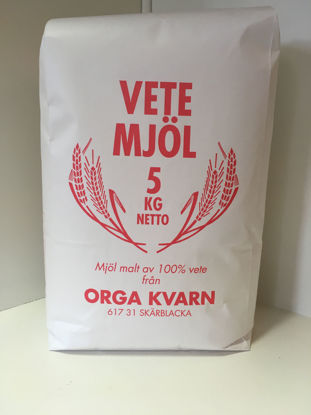 VETE
MJÖL
5
KG
NETTO
Mjöl malt av 100% vete
från
ORGA KVARN
617 31 SKÄRBLACKA